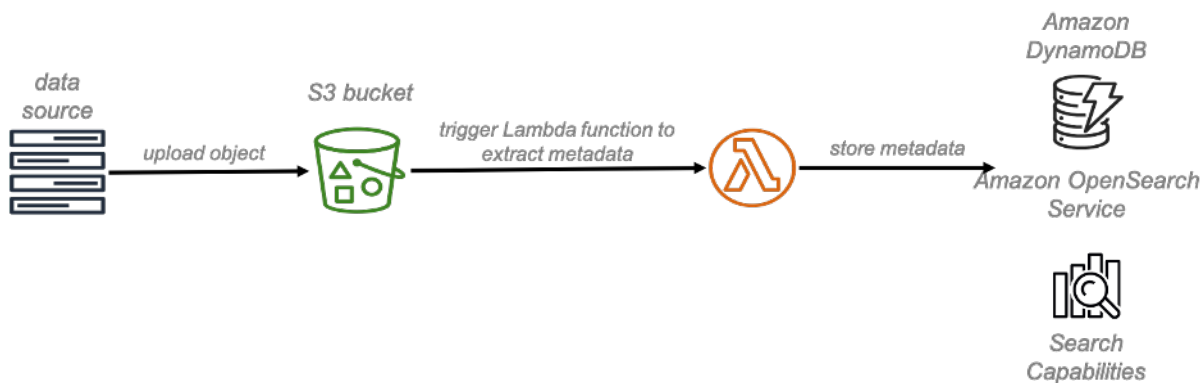 data
source
upload object
S3 bucket
trigger Lambda function to
extract metadata
store metadata
Amazon
DynamoDB
Amazon OpenSearch
Service
Search
Capabilities